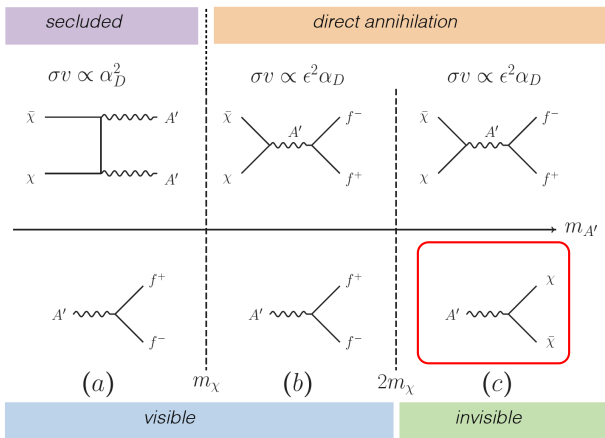 secluded
direct annihilation
σv ∝ α_D^2
σv ∝ ϵ^2α_D
σv ∝ ϵ^2α_D
χ̄
A′
χ
A′
χ̄
A′
f^-
χ
f^+
χ̄
A′
f^-
χ
f^+
m_{A′}
A′
f^+
f^-
A′
f^+
f^-
A′
χ
χ̄
(a)
m_χ
(b)
2m_χ
(c)
visible
invisible